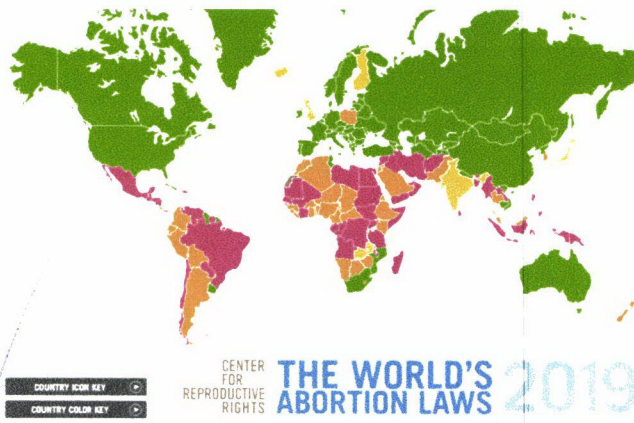 CENTER
FOR
REPRODUCTIVE
RIGHTS
THE WORLD'S
ABORTION LAWS
2019
COUNTRY ICON KEY
COUNTRY COLOR KEY